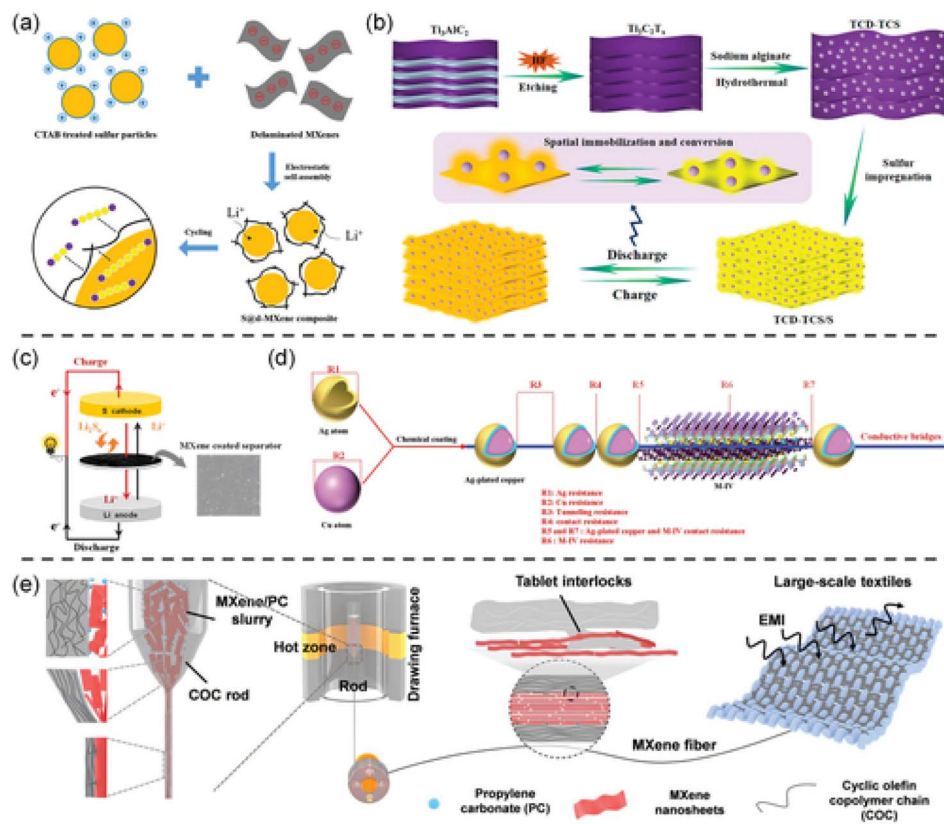 (a)
CTAB treated sulfur particles
Delaminated MXenes
Electrostatic
self-assembly
Li⁺
Li⁺
Cycling
S@d-MXene composite
(b)
Ti₃AlC₂
HF
Etching
Ti₃C₂Tₓ
Sodium alginate
Hydrothermal
TCD-TCS
Spatial immobilization and conversion
Sulfur
impregnation
Discharge
Charge
TCD-TCS/S
(c)
Charge
e⁻
S cathode
Li₂Sₙ
Li⁺
MXene coated separator
Li⁺
Li anode
e⁻
Discharge
(d)
R1
Ag atom
R2
Cu atom
Chemical coating
R3
R4
R5
R6
R7
Ag-plated copper
M-IV
Conductive bridges
R1: Ag resistance
R2: Cu resistance
R3: Tunneling resistance
R4: contact resistance
R5 and R7 : Ag-plated copper and M-IV contact resistance
R6 : M-IV resistance
(e)
MXene/PC
slurry
COC rod
Hot zone
Rod
Drawing furnace
Tablet interlocks
Large-scale textiles
EMI
MXene fiber
Propylene
carbonate (PC)
MXene
nanosheets
Cyclic olefin
copolymer chain
(COC)